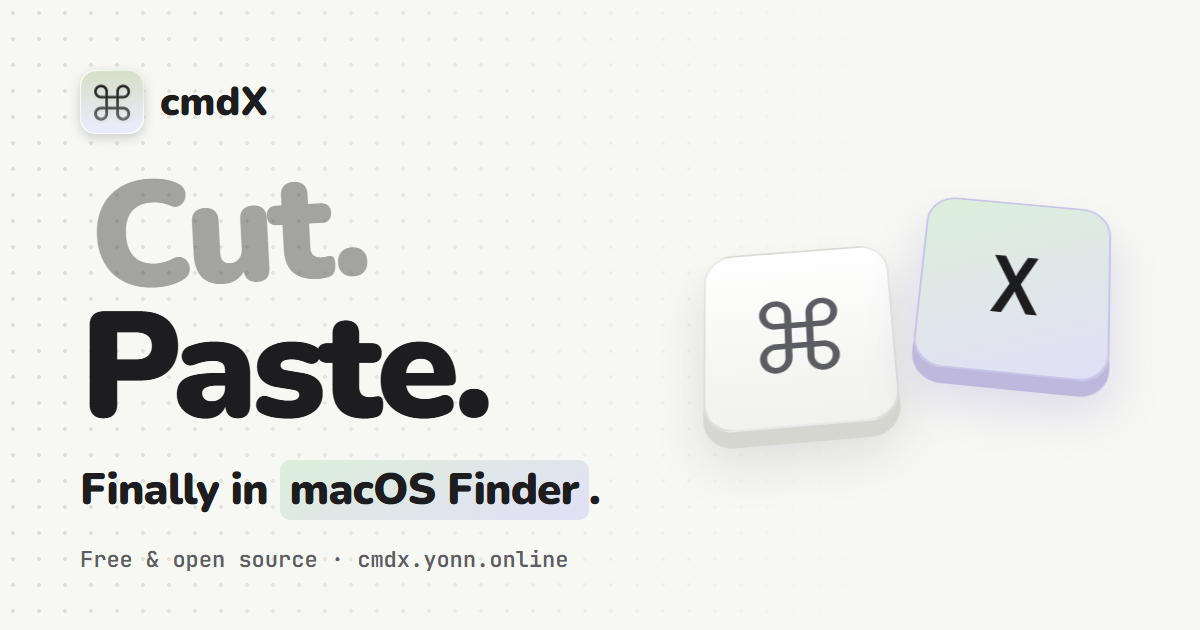 ⌘ cmdX
Cut.
Paste.
Finally in macOS Finder.
Free & open source · cmdx.yonn.online
⌘
X